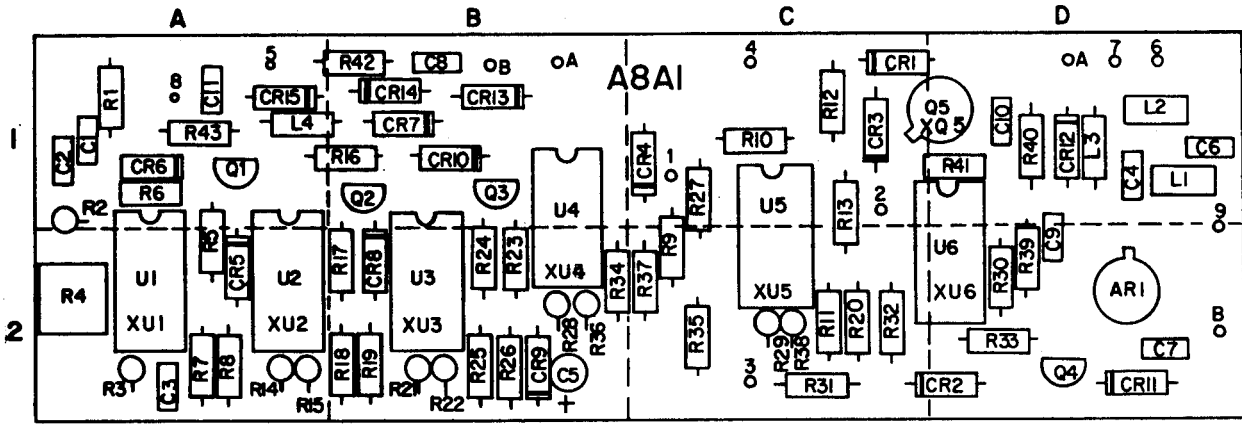 A B C D
5 4 7 6
R42 C8 B A A8A1 CR1 A
8 C11 CR15 CR14 CR13 R12 Q5 L2
R1 L4 CR7 CR3 XQ5 C10
1 C1 R43 R10 R40 CR12 L3 C6
C2 CR6 Q1 R16 CR10 CR4 1 R41 C4 L1
R6 Q2 Q3 R27 2
R2 U4 U5 R13 9
R5 R17 CR8 R24 R23 R9 U6 C9
CR5 U1 U2 U3 XU4 R34 R37 R30 R39
R4 XU1 XU2 XU3 XU5 XU6 AR1
2 R28 R36 R35 R11 R20 R32 B
R7 R8 R18 R19 R25 R26 CR9 R29 R38 R33 C7
R3 C3 R14 R15 R21 R22 C5 + 3 R31 CR2 Q4 CR11